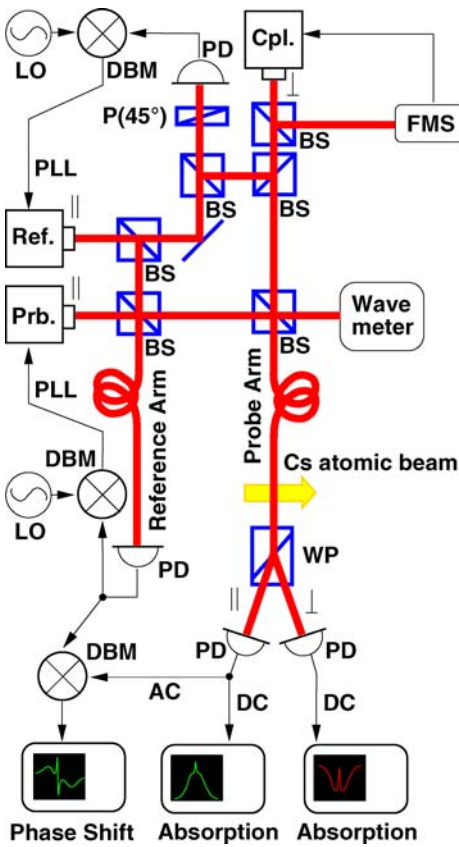 LO
DBM
PD
Cpl.
⊥
P(45°)
BS
FMS
PLL
BS
BS
||
Ref.
BS
||
Prb.
BS
BS
Wave
meter
PLL
Reference Arm
Probe Arm
DBM
Cs atomic beam
LO
PD
WP
||
⊥
DBM
PD
PD
AC
DC
DC
Phase Shift
Absorption
Absorption